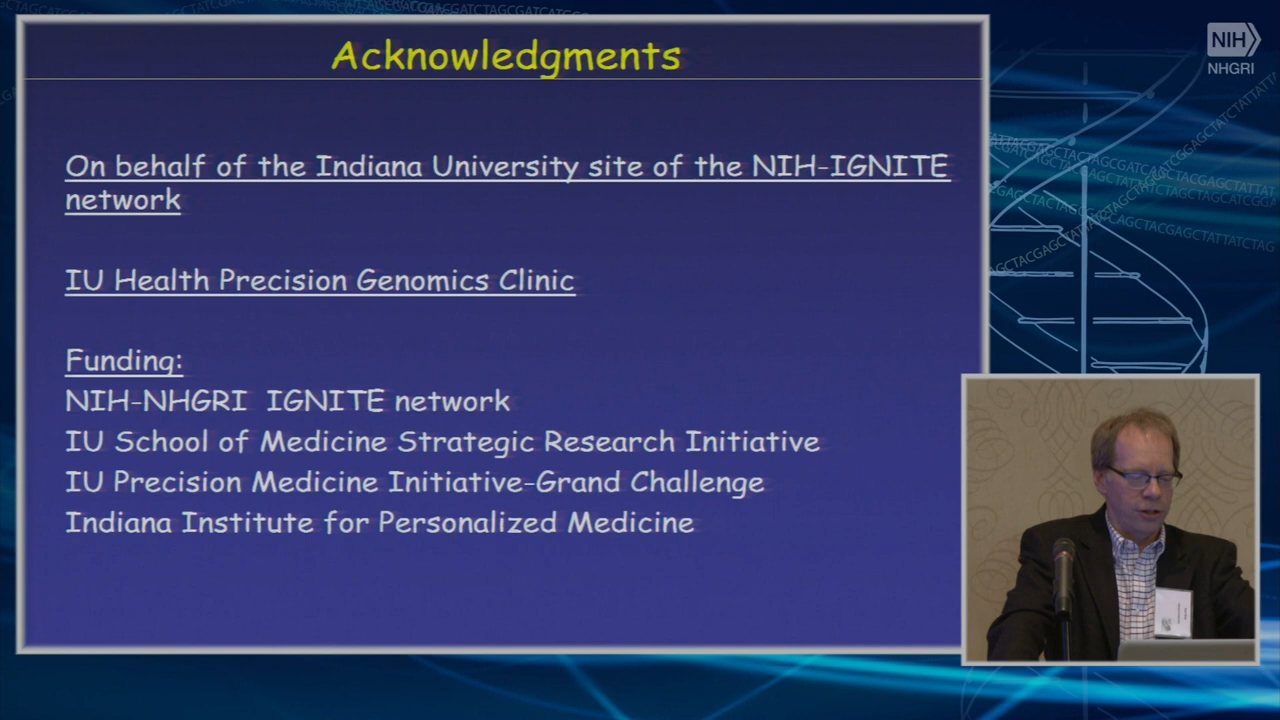 Acknowledgments
On behalf of the Indiana University site of the NIH-IGNITE
network
IU Health Precision Genomics Clinic
Funding:
NIH-NHGRI IGNITE network
IU School of Medicine Strategic Research Initiative
IU Precision Medicine Initiative-Grand Challenge
Indiana Institute for Personalized Medicine
NIH
NHGRI